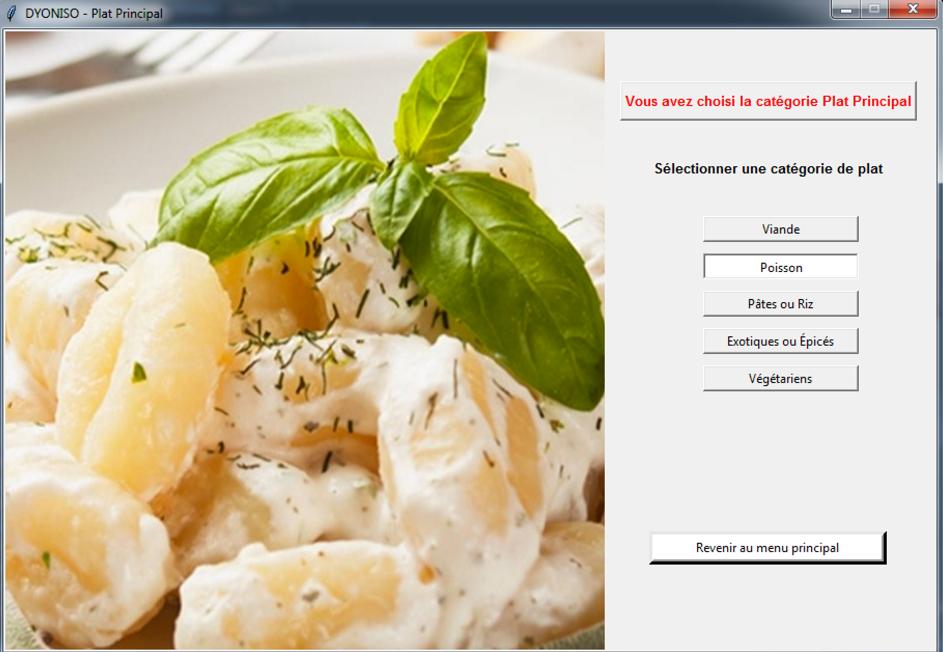 DYONISO - Plat Principal
Vous avez choisi la catégorie Plat Principal
Sélectionner une catégorie de plat
Viande
Poisson
Pâtes ou Riz
Exotiques ou Épicés
Végétariens
Revenir au menu principal